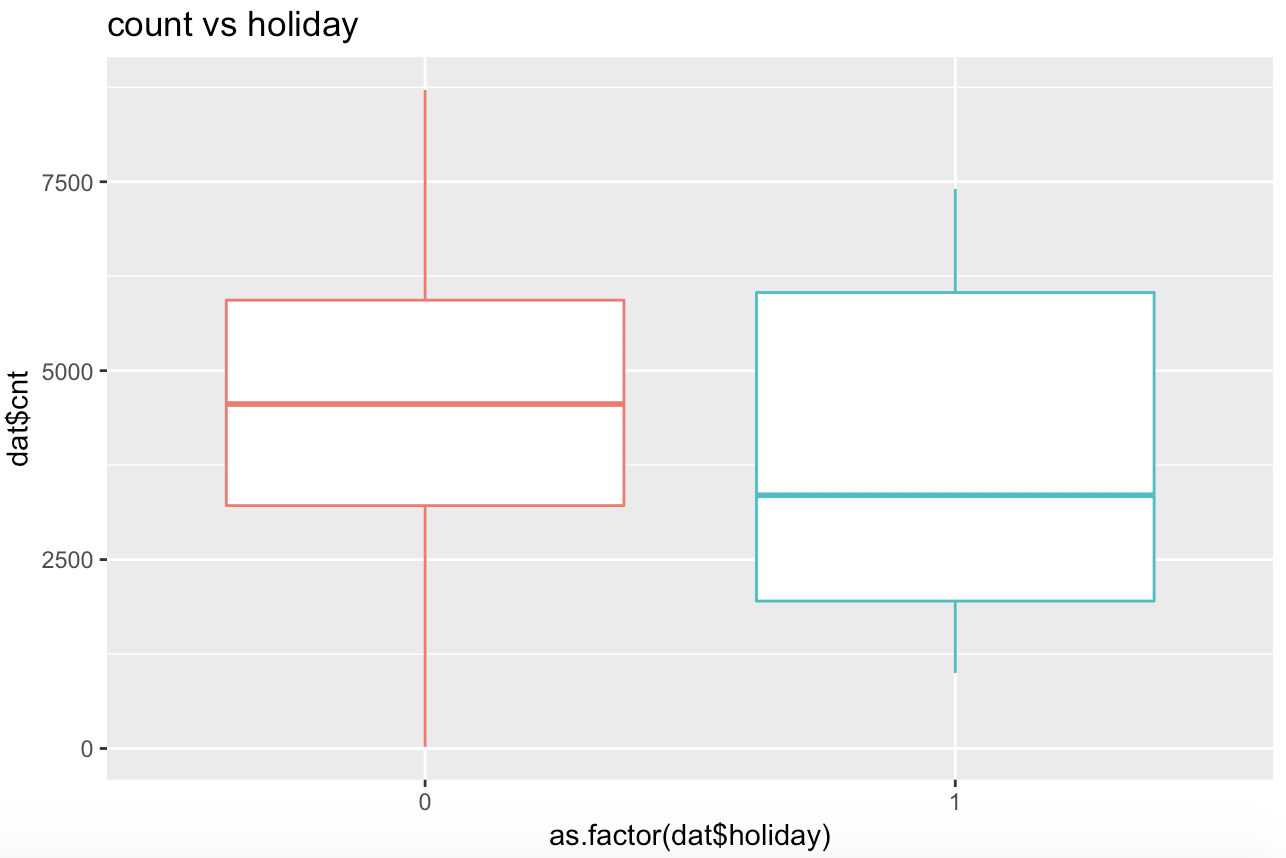 count vs holiday
7500
5000
2500
0
dat$cnt
0 1
as.factor(dat$holiday)